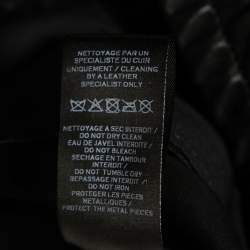 NETTOYAGE PAR UN
SPECIALISTE DU CUIR
UNIQUEMENT / CLEANING
BY A LEATHER
SPECIALIST ONLY
NETTOYAGE A SEC INTERDIT /
DO NOT DRY CLEAN
EAU DE JAVEL INTERDITE /
DO NOT BLEACH
SECHAGE EN TAMBOUR
INTERDIT /
DO NOT TUMBLE DRY
REPASSAGE INTERDIT /
DO NOT IRON
PROTEGER LES PIECES
METALLIQUES /
PROTECT THE METAL PIECES